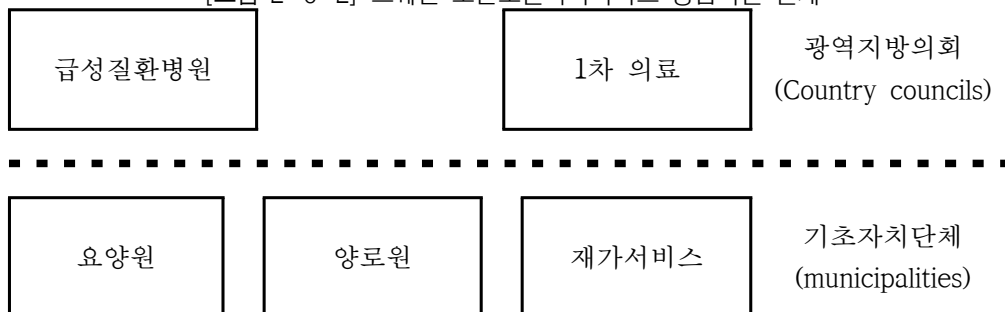 급성질환병원
1차 의료
광역지방의회
(Country councils)
요양원
양로원
재가서비스
기초자치단체
(municipalities)